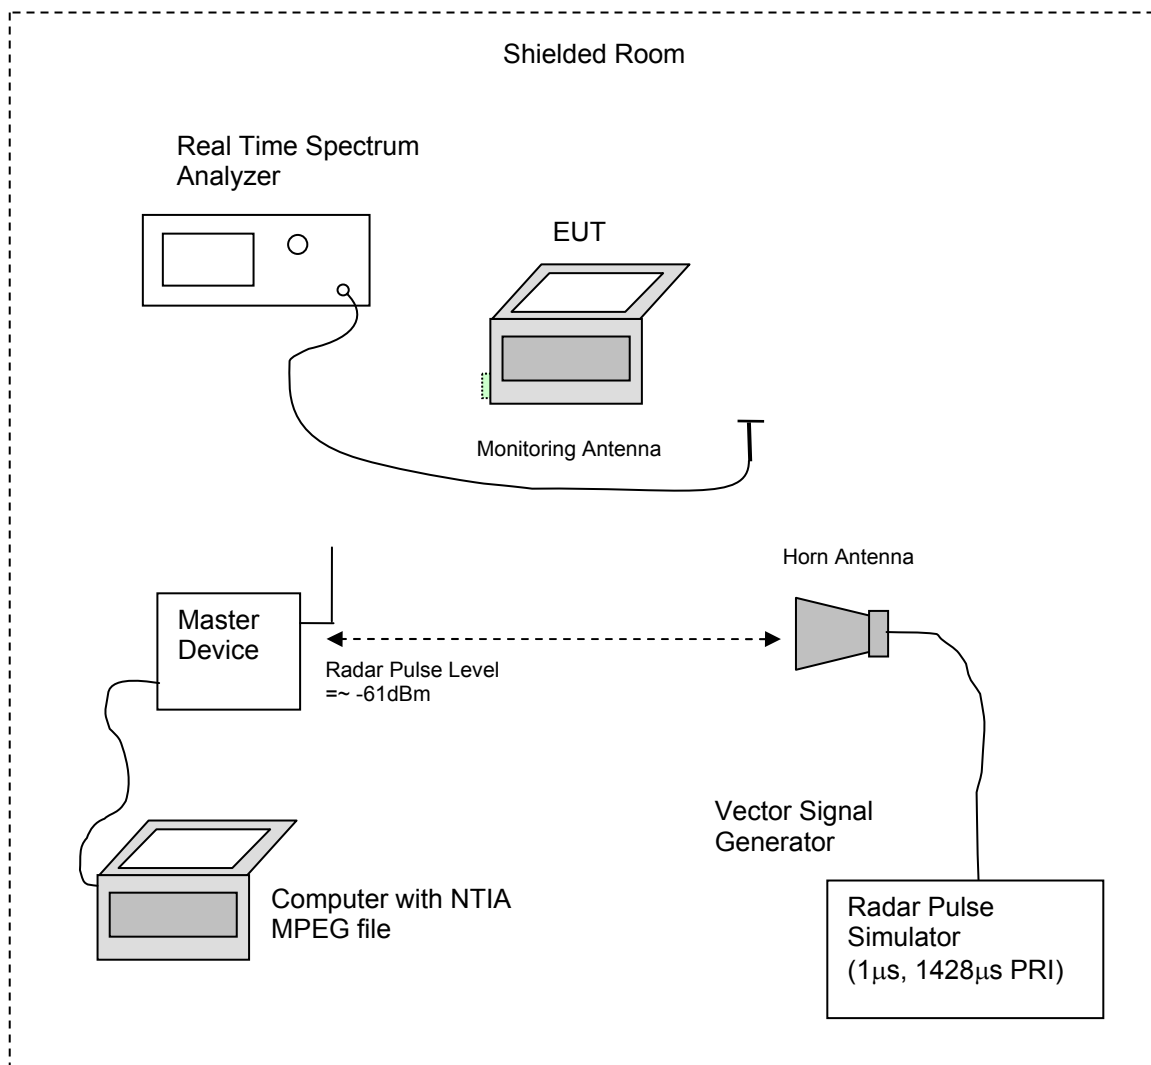 Shielded Room
Real Time Spectrum
Analyzer
EUT
Monitoring Antenna
Horn Antenna
Master
Device
Radar Pulse Level
=~ -61dBm
Vector Signal
Generator
Computer with NTIA
MPEG file
Radar Pulse
Simulator
(1μs, 1428μs PRI)